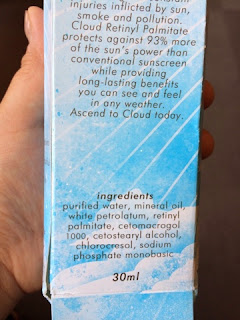 injuries inflicted by sun,
smoke and pollution.
Cloud Retinyl Palmitate
protects against 93% more
of the sun's power than
conventional sunscreen
while providing
long-lasting benefits
you can see and feel
in any weather.
Ascend to Cloud today.
ingredients
purified water, mineral oil,
white petrolatum, retinyl
palmitate, cetomacrogol
1000, cetostearyl alcohol,
chlorocresol, sodium
phosphate monobasic
30ml